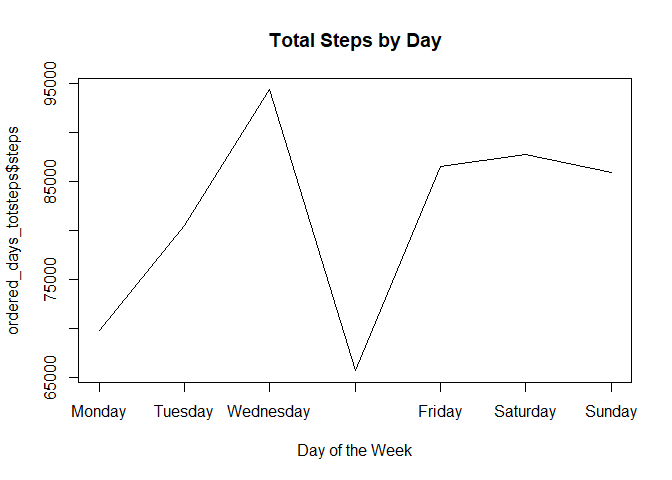 Total Steps by Day
ordered_days_totsteps$steps
95000
85000
75000
65000
Monday Tuesday Wednesday Friday Saturday Sunday
Day of the Week